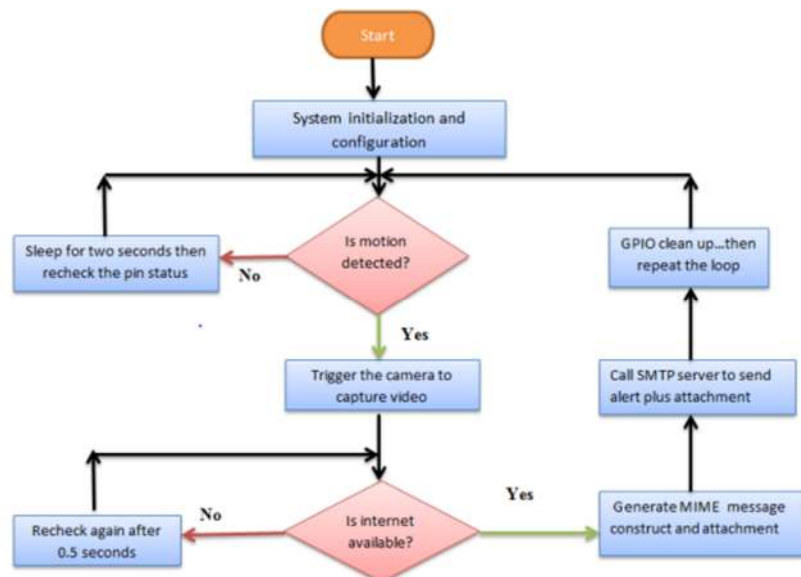 Start
System initialization and
configuration
Is motion
detected?
No
Sleep for two seconds then
recheck the pin status
Yes
Trigger the camera to
capture video
Is internet
available?
No
Recheck again after
0.5 seconds
Yes
Generate MIME message
construct and attachment
Call SMTP server to send
alert plus attachment
GPIO clean up...then
repeat the loop